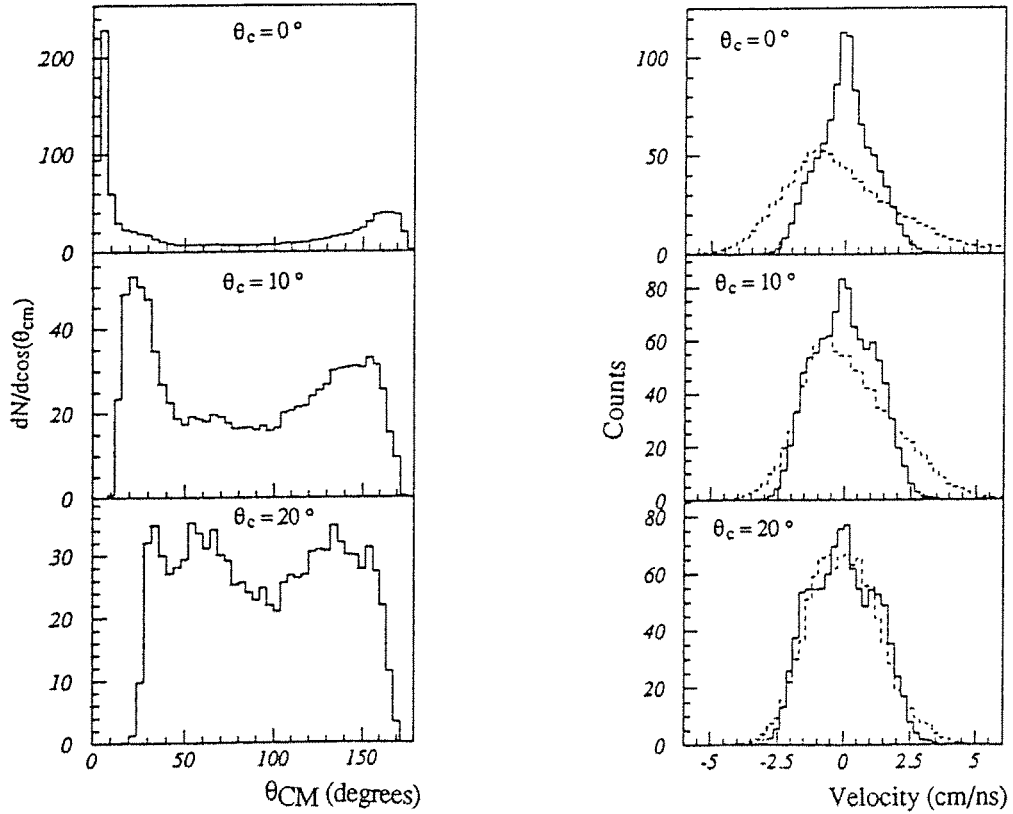 θc = 0 °
200
100
0
θc = 10 °
40
20
0
θc = 20 °
30
20
10
0
0 50 100 150
θCM (degrees)
dN/dcos(θcm)
θc = 0 °
100
50
0
θc = 10 °
80
60
40
20
0
θc = 20 °
80
60
40
20
0
-5 -2.5 0 2.5 5
Velocity (cm/ns)
Counts